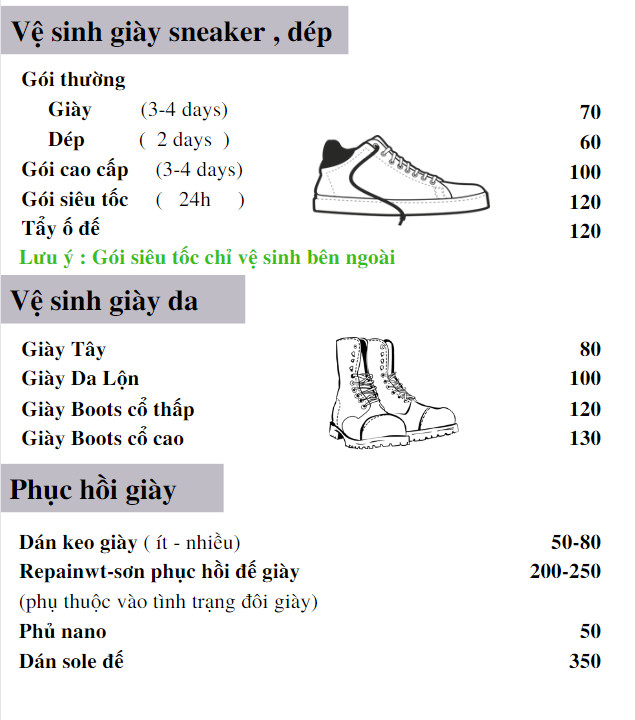 Vệ sinh giày sneaker , dép
Gói thường
Giày (3-4 days) 70
Dép ( 2 days ) 60
Gói cao cấp (3-4 days) 100
Gói siêu tốc ( 24h ) 120
Tẩy ố đế 120
Lưu ý : Gói siêu tốc chỉ vệ sinh bên ngoài
Vệ sinh giày da
Giày Tây 80
Giày Da Lộn 100
Giày Boots cổ thấp 120
Giày Boots cổ cao 130
Phục hồi giày
Dán keo giày ( ít - nhiều) 50-80
Repainwt-sơn phục hồi đế giày 200-250
(phụ thuộc vào tình trạng đôi giày)
Phủ nano 50
Dán sole đế 350